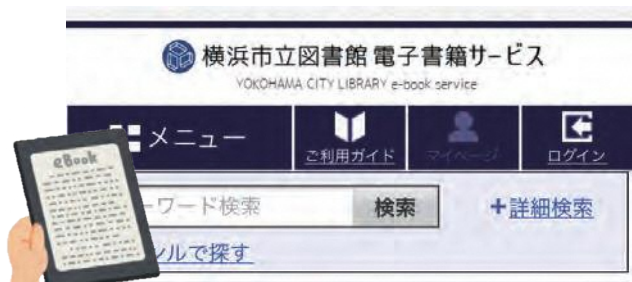 横浜市立図書館 電子書籍サービス
YOKOHAMA CITY LIBRARY e-book service
メニュー
ご利用ガイド
マイページ
ログイン
eBook
ーワード検索
検索
+詳細検索
ンルで探す